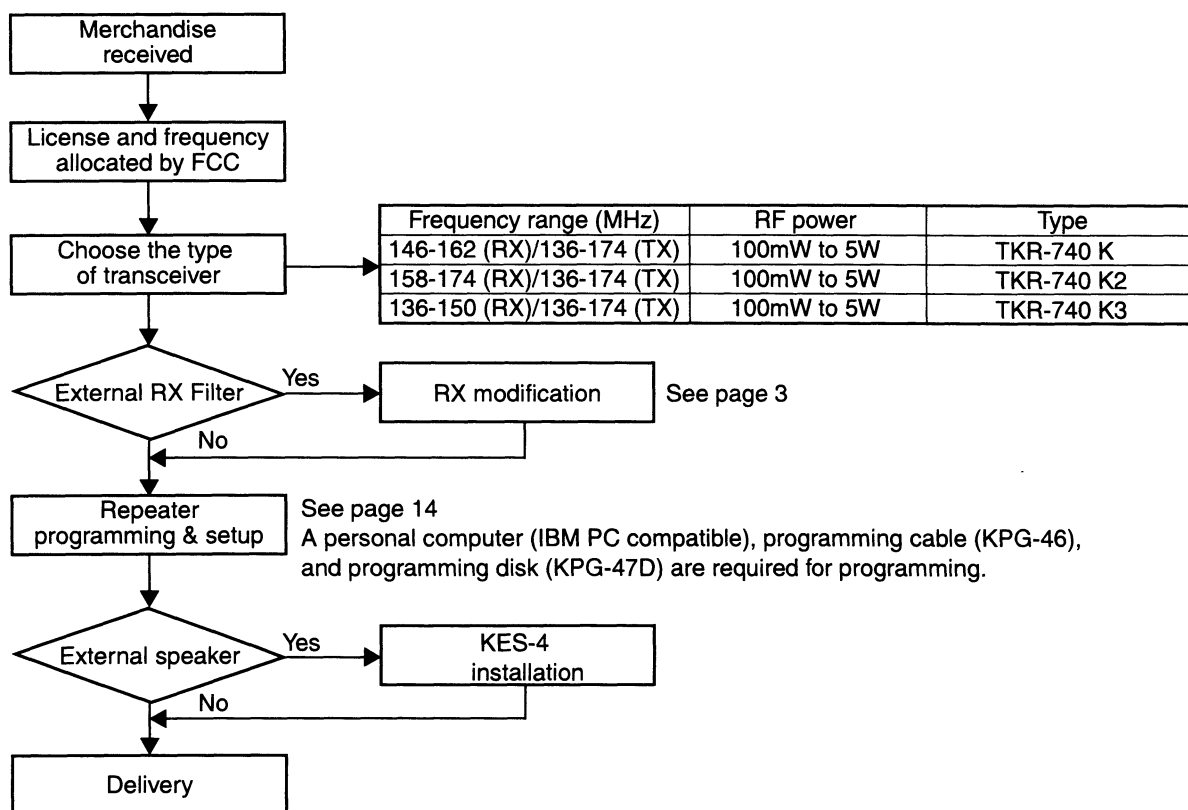 Merchandise
received
License and frequency
allocated by FCC
Choose the type
of transceiver
Frequency range (MHz) RF power Type
146-162 (RX)/136-174 (TX) 100mW to 5W TKR-740 K
158-174 (RX)/136-174 (TX) 100mW to 5W TKR-740 K2
136-150 (RX)/136-174 (TX) 100mW to 5W TKR-740 K3
External RX Filter
Yes
RX modification
See page 3
No
Repeater
programming & setup
See page 14
A personal computer (IBM PC compatible), programming cable (KPG-46),
and programming disk (KPG-47D) are required for programming.
External speaker
Yes
KES-4
installation
No
Delivery